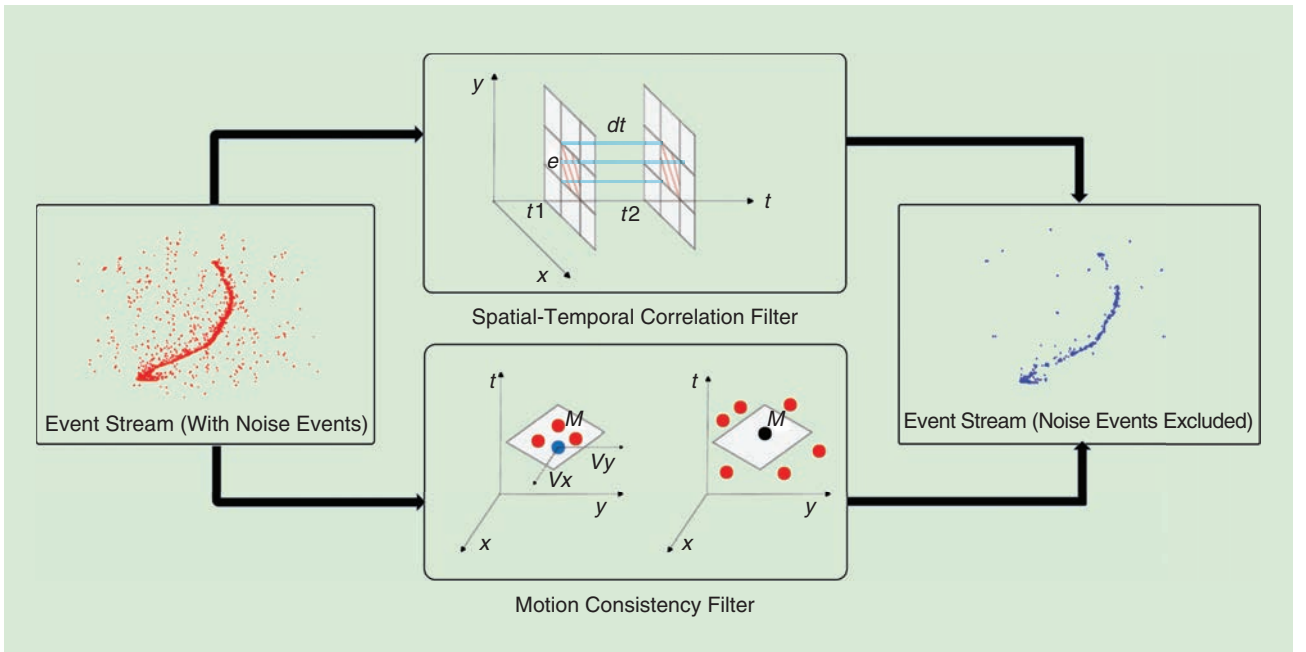 y
dt
e
t1
t2
t
x
Spatial-Temporal Correlation Filter
Event Stream (With Noise Events)
Event Stream (Noise Events Excluded)
t
M
Vy
Vx
y
x
t
M
y
x
Motion Consistency Filter